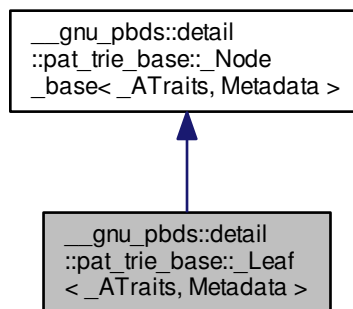 __gnu_pbds::detail
::pat_trie_base::_Node
_base< _ATraits, Metadata >
__gnu_pbds::detail
::pat_trie_base::_Leaf
< _ATraits, Metadata >